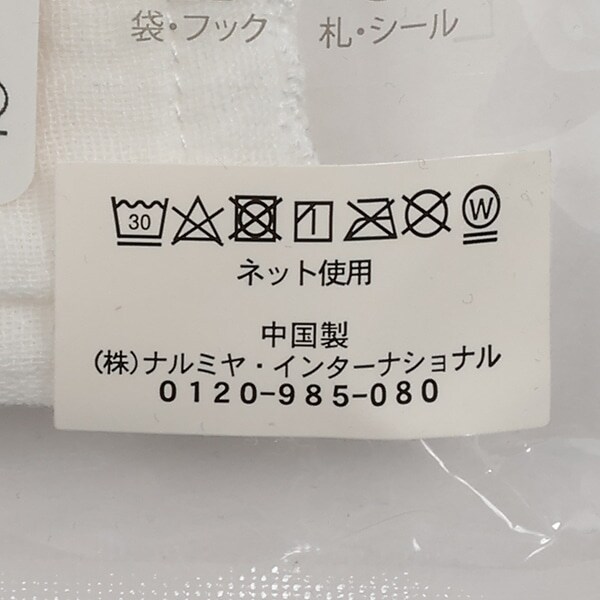 袋・フック 札・シール
30 W
ネット使用
中国製
(株)ナルミヤ・インターナショナル
0120-985-080